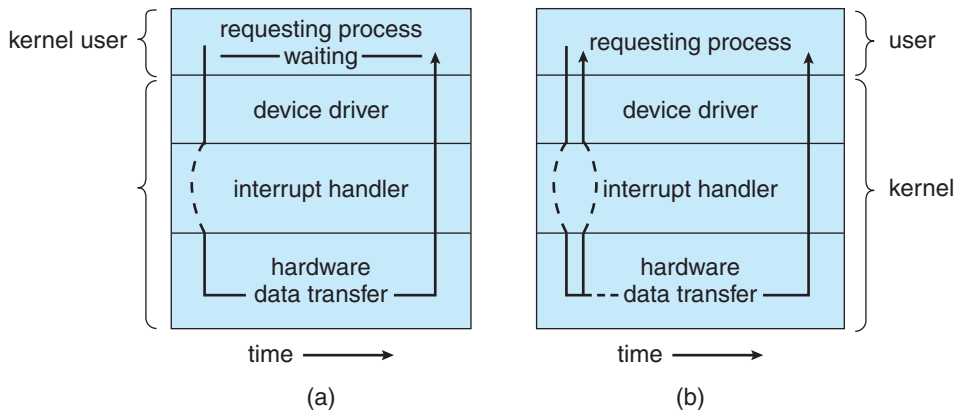 kernel user
requesting process
waiting
device driver
interrupt handler
hardware
data transfer
time
(a)
requesting process
user
device driver
interrupt handler
kernel
hardware
data transfer
time
(b)